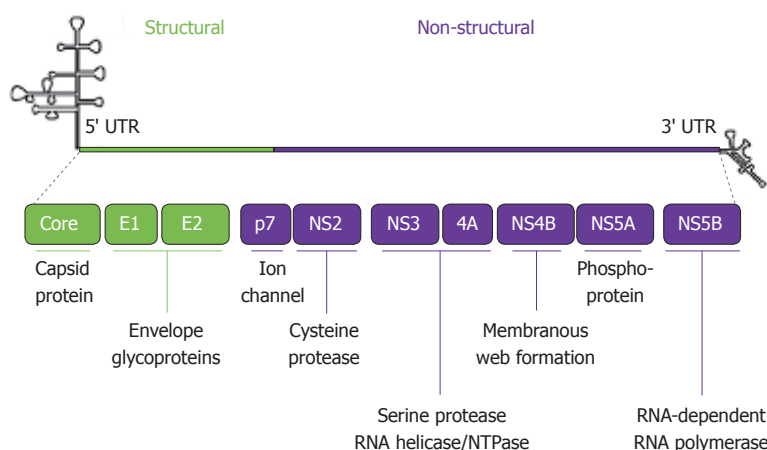 Structural
Non-structural
5' UTR
3' UTR
Core
E1
E2
p7
NS2
NS3
4A
NS4B
NS5A
NS5B
Capsid
protein
Ion
channel
Phospho-
protein
Envelope
glycoproteins
Cysteine
protease
Membranous
web formation
Serine protease
RNA helicase/NTPase
RNA-dependent
RNA polymerase